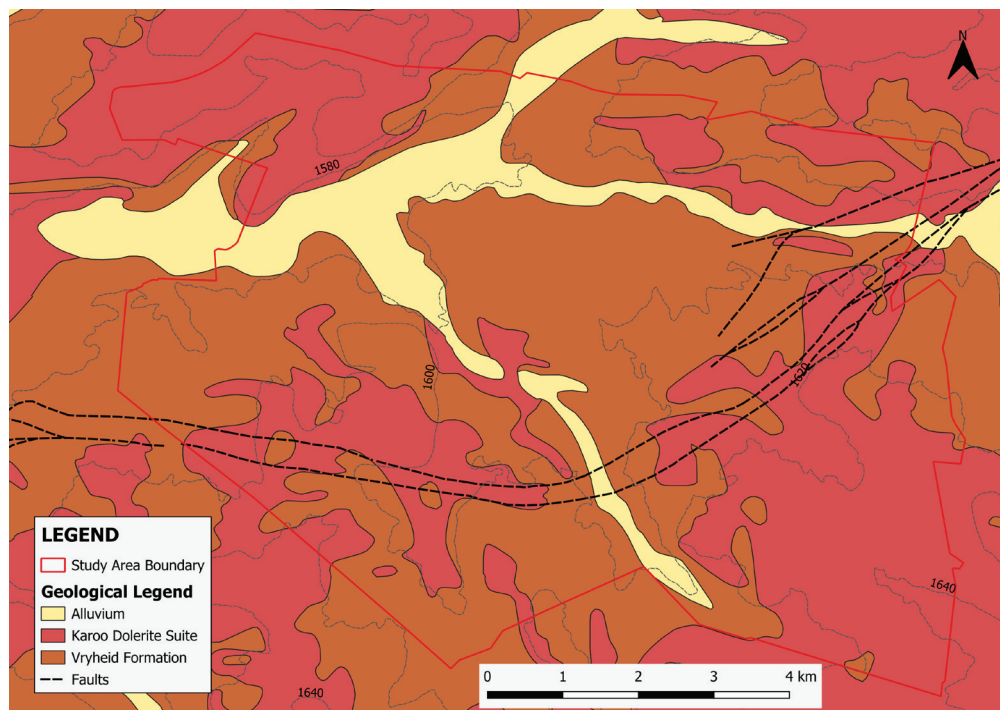 N
1580
1600
1620
LEGEND
Study Area Boundary
Geological Legend
Alluvium
Karoo Dolerite Suite
Vryheid Formation
Faults
1640
1640
0 1 2 3 4 km